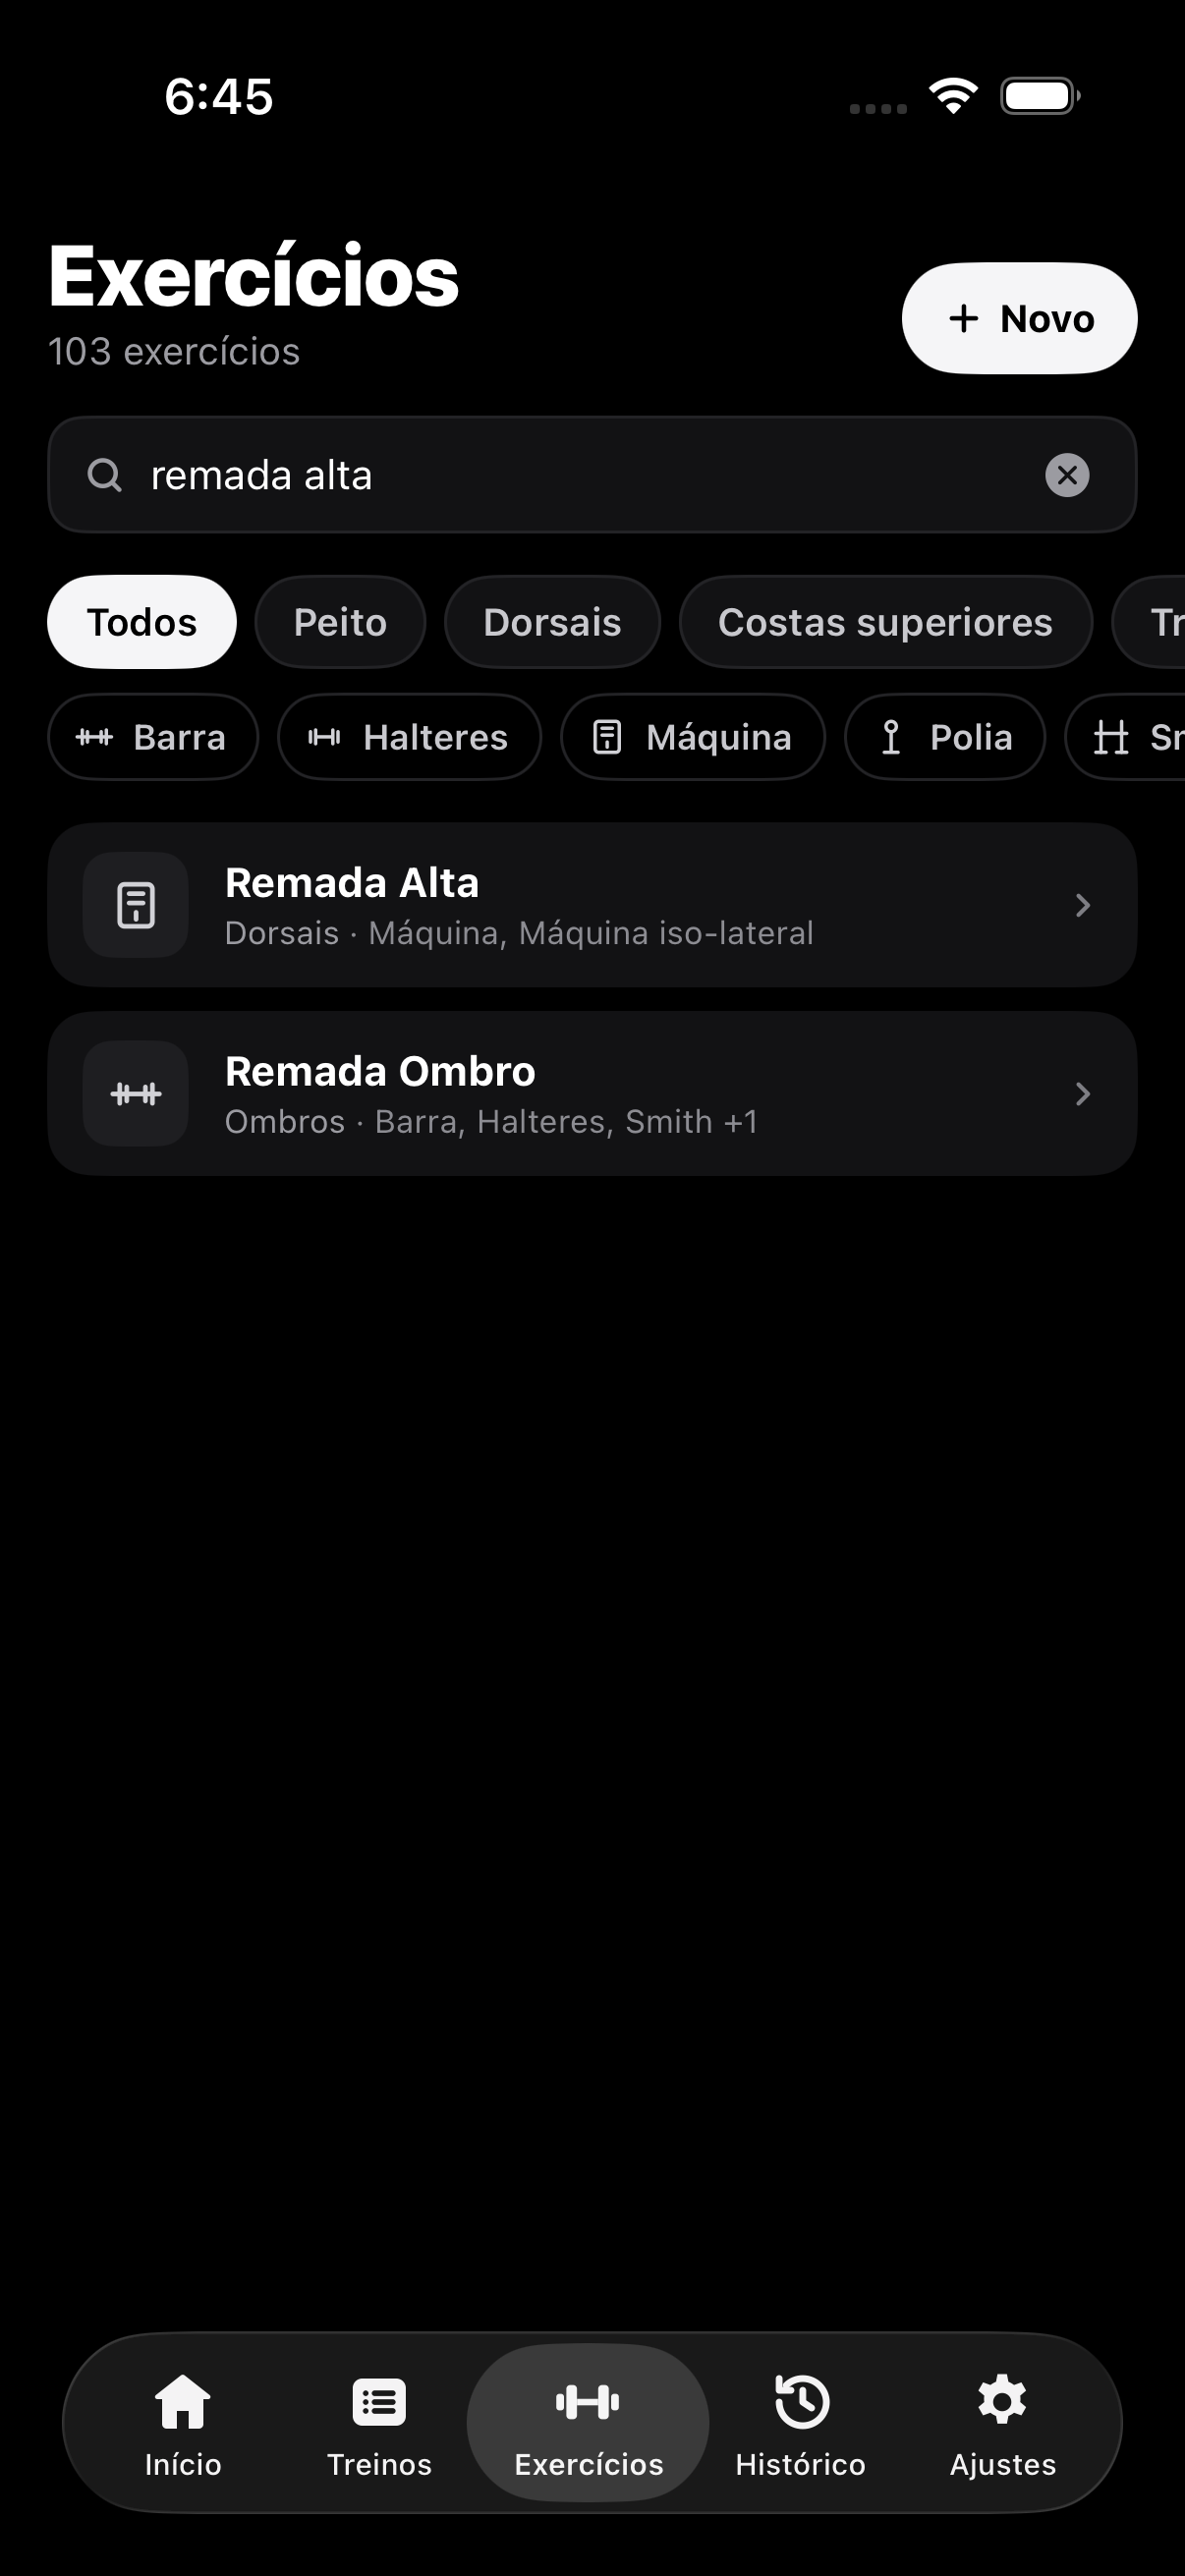 6:45
Exercícios
103 exercícios
+ Novo
remada alta
Todos Peito Dorsais Costas superiores
Barra Halteres Máquina Polia
Remada Alta
Dorsais · Máquina, Máquina iso-lateral
Remada Ombro
Ombros · Barra, Halteres, Smith +1
Início Treinos Exercícios Histórico Ajustes